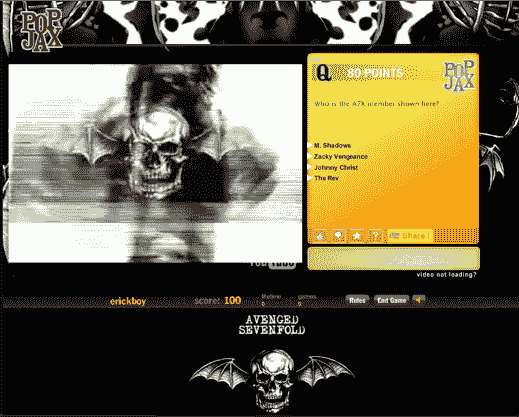 POP
JAX
Q 80 POINTS
POP
JAX
Who is the A7X member shown here?
M. Shadows
Zacky Vengeance
Johnny Christ
The Rev
? Share !
You Tube
video not loading?
erickboy score: 100 lifetime 0 games 0 Rules End Game
AVENGED
SEVENFOLD